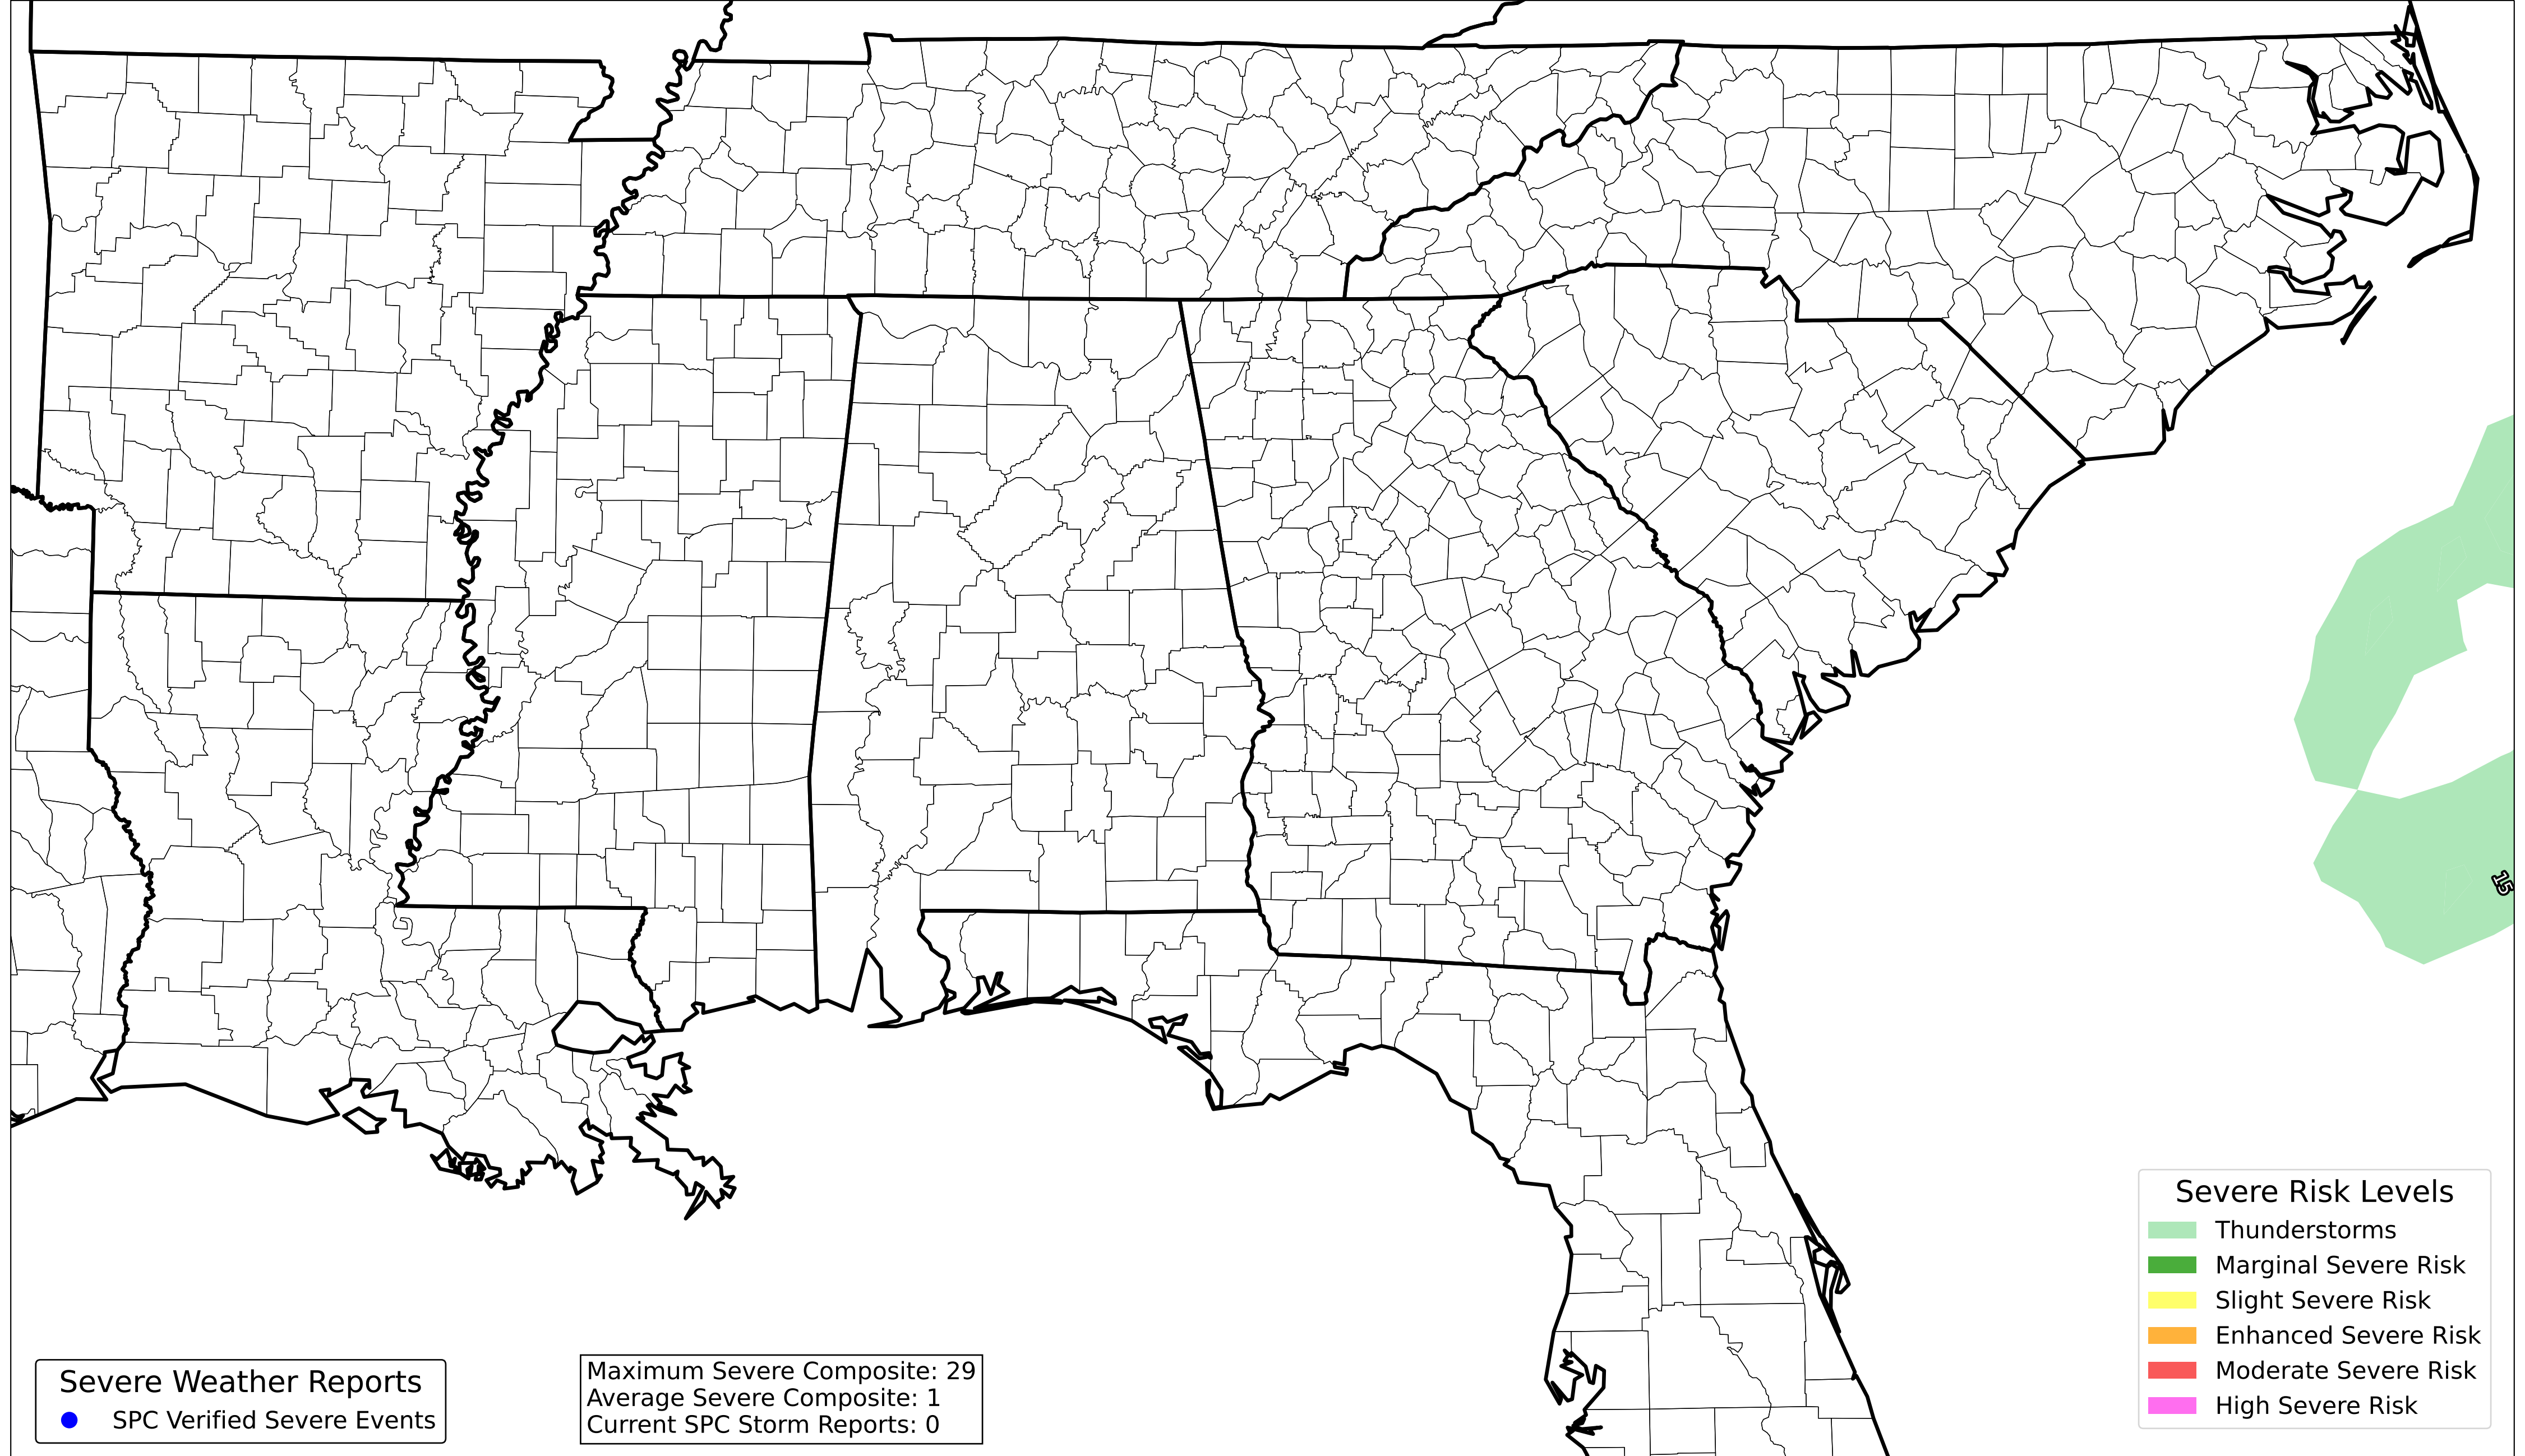 15
Severe Risk Levels
Thunderstorms
Marginal Severe Risk
Slight Severe Risk
Enhanced Severe Risk
Moderate Severe Risk
High Severe Risk
Severe Weather Reports
SPC Verified Severe Events
Maximum Severe Composite: 29
Average Severe Composite: 1
Current SPC Storm Reports: 0